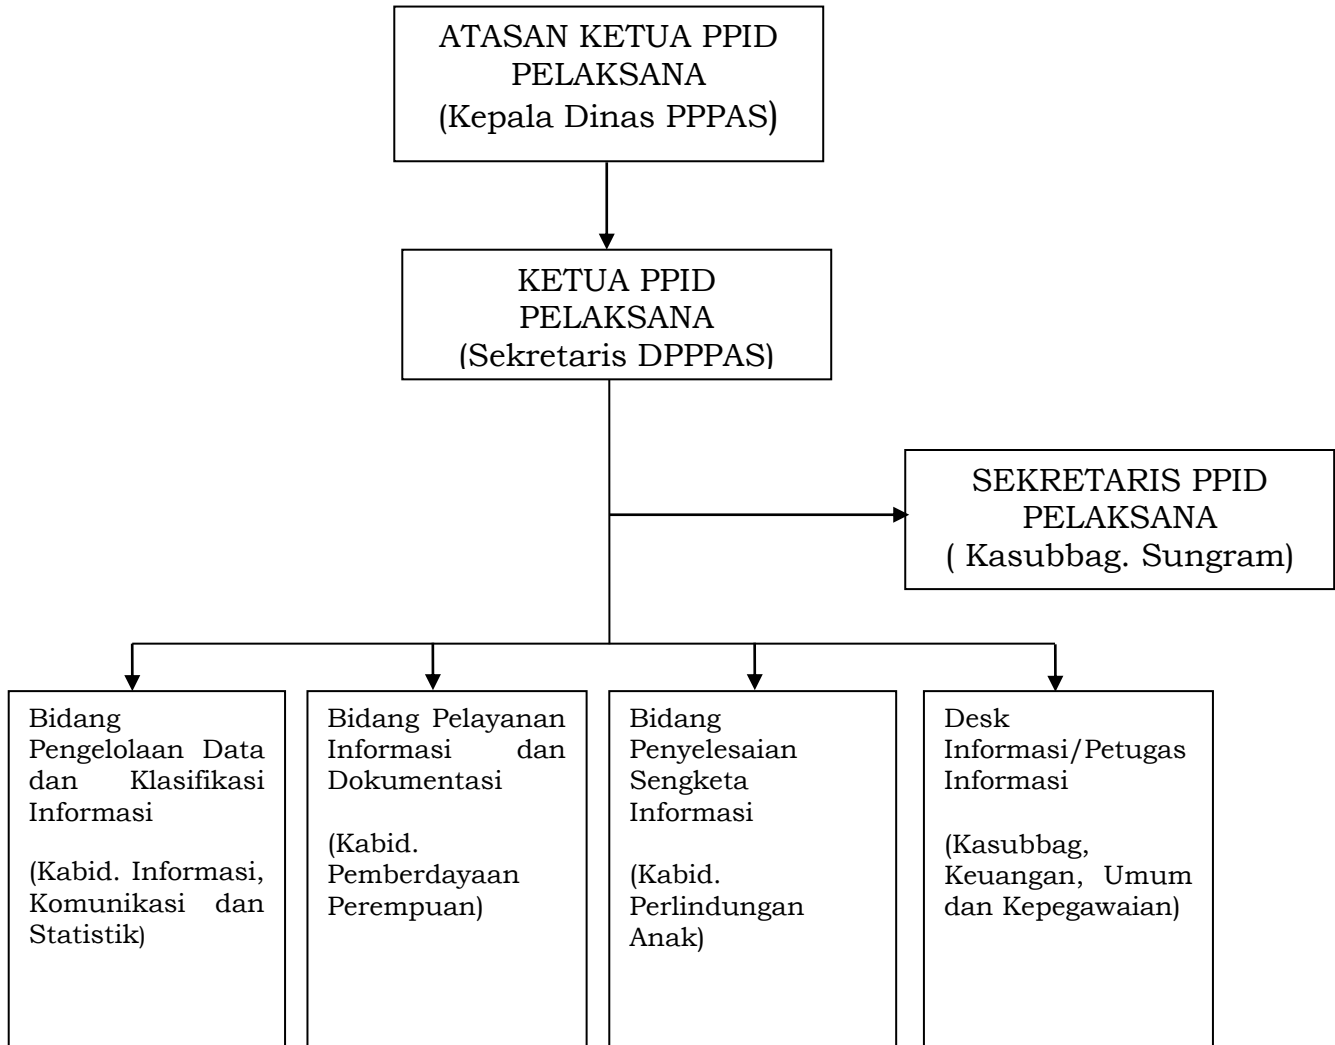 ATASAN KETUA PPID
PELAKSANA
(Kepala Dinas PPPAS)
KETUA PPID
PELAKSANA
(Sekretaris DPPPAS)
SEKRETARIS PPID
PELAKSANA
( Kasubbag. Sungram)
Bidang
Pengelolaan Data
dan Klasifikasi
Informasi
(Kabid. Informasi,
Komunikasi dan
Statistik)
Bidang Pelayanan
Informasi dan
Dokumentasi
(Kabid.
Pemberdayaan
Perempuan)
Bidang
Penyelesaian
Sengketa
Informasi
(Kabid.
Perlindungan
Anak)
Desk
Informasi/Petugas
Informasi
(Kasubbag,
Keuangan, Umum
dan Kepegawaian)